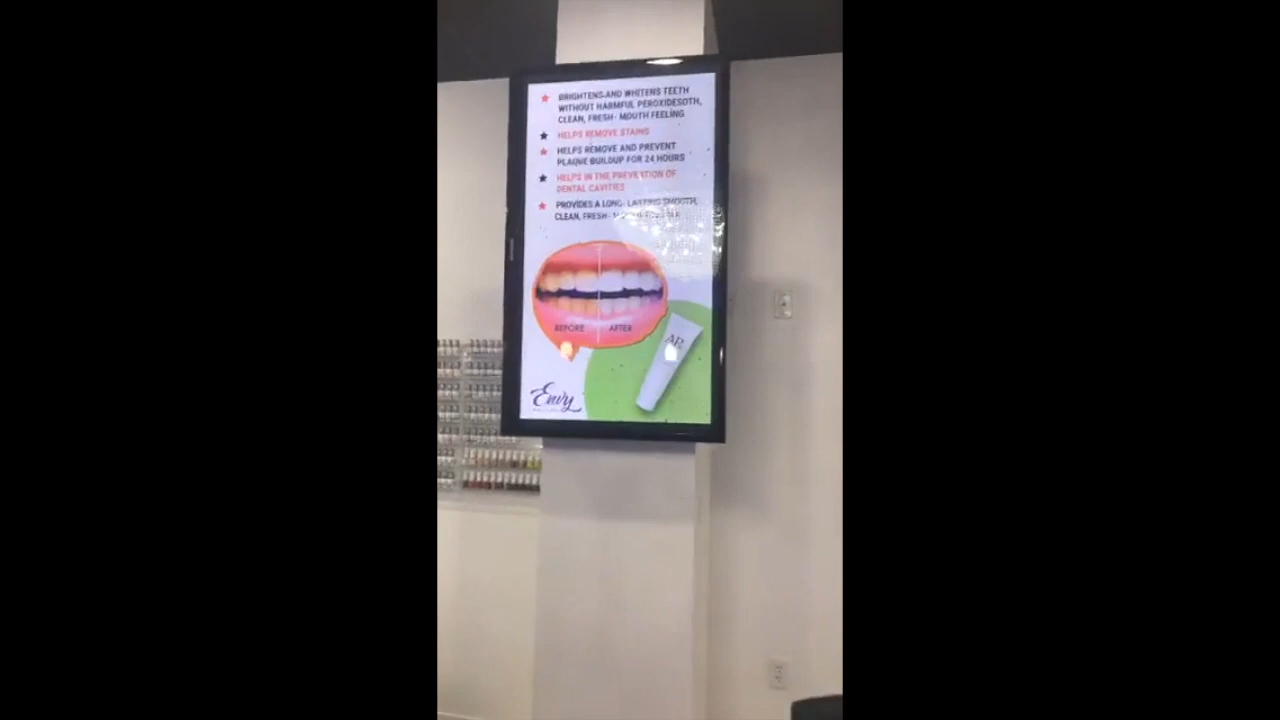 BRIGHTENS AND WHITENS TEETH
WITHOUT HARMFUL PEROXIDESOTH,
CLEAN, FRESH- MOUTH FEELING
HELPS REMOVE STAINS
HELPS REMOVE AND PREVENT
PLAQUE BUILDUP FOR 24 HOURS
HELPS IN THE PREVENTION OF
DENTAL CAVITIES
PROVIDES A LONG- LASTING SMOOTH,
CLEAN, FRESH-
BEFORE AFTER
AP
Envy